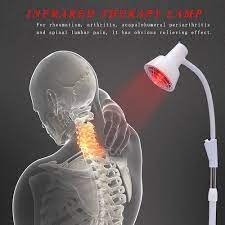 INFRARED THERAPY LAMP
For rheumatism, arthritis, scapulohumeral periarthritis
and spinal lumbar pain, it has obvious relieving effect.